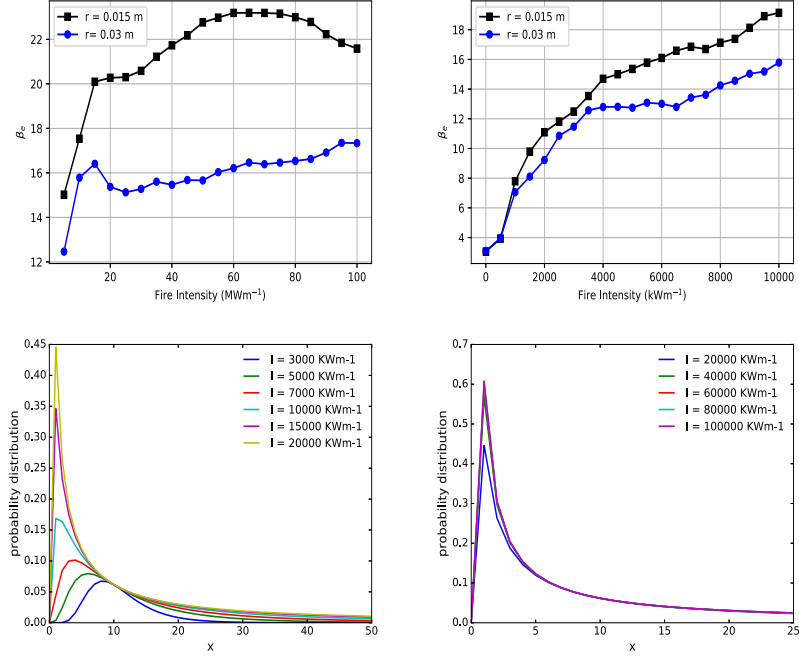 r = 0.015 m
r= 0.03 m
22
20
18
16
14
12
βe
20
40
60
80
100
Fire Intensity (MWm−1)
r = 0.015 m
r= 0.03 m
18
16
14
12
10
8
6
4
βe
0
2000
4000
6000
8000
10000
Fire Intensity (kWm−1)
0.45
0.40
0.35
0.30
0.25
0.20
0.15
0.10
0.05
0.00
probability distribution
I = 3000 KWm-1
I = 5000 KWm-1
I = 7000 KWm-1
I = 10000 KWm-1
I = 15000 KWm-1
I = 20000 KWm-1
0
10
20
30
40
50
x
0.7
0.6
0.5
0.4
0.3
0.2
0.1
0.0
probability distribution
I = 20000 KWm-1
I = 40000 KWm-1
I = 60000 KWm-1
I = 80000 KWm-1
I = 100000 KWm-1
0
5
10
15
20
25
x